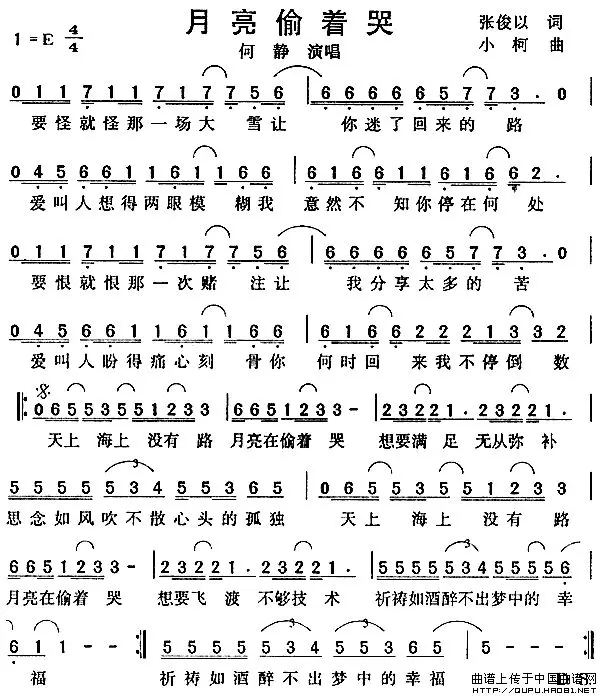 月亮偷着哭
1=E 4/4
何静 演唱
张俊以 词
小柯 曲
0 1 1 7 1 1 7 1 7 1 7 7 5 6 | 6 6 6 6 6 5 7 7 3. 0
要怪就怪那一场大 雪让 你迷了回来的 路
0 4 5 6 6 1 1 6 1 1 6 6 | 6 1 6 6 1 1 6 1 6 6 2.
爱叫人想得两眼模 糊我 意然不 知你停在何 处
0 1 1 7 1 1 7 1 7 7 5 6 | 6 6 6 6 6 5 7 7 3. 0
要恨就恨那一次赌 注让 我分享太多的 苦
0 4 5 6 6 1 1 6 1 1 6 6 | 6 1 6 6 2 2 2 1 3 3 2
爱叫人盼得痛心刻 骨你 何时回 来我不停倒 数
0 6 5 5 3 5 5 1 2 3 3 | 6 6 5 1 2 3 3 - | 2 3 2 2 1. 2 3 2 2 1.
天上 海上 没有 路 月亮在偷着 哭 想要满 足 无从弥 补
5 5 5 5 5 3 4 5 5 3 6 5 | 0 6 5 5 3 5 5 1 2 3 3
思念如风吹不散心头的孤独 天上 海上 没有 路
6 6 5 1 2 3 3 - | 2 3 2 2 1. 2 3 2 2 1. | 5 5 5 5 5 3 4 5 5 5 6
月亮在偷着 哭 想要飞 渡 不够技 术 祈祷如酒醉不出梦中的 幸
6 1 1 5 - - - | 5 5 5 5 5 3 5 5 5 5 6 1 1 -
福 祈祷如酒醉不出梦中的幸福
D.S
曲谱上传于中国曲谱网
HTTP://QUPU.HAO81.NET